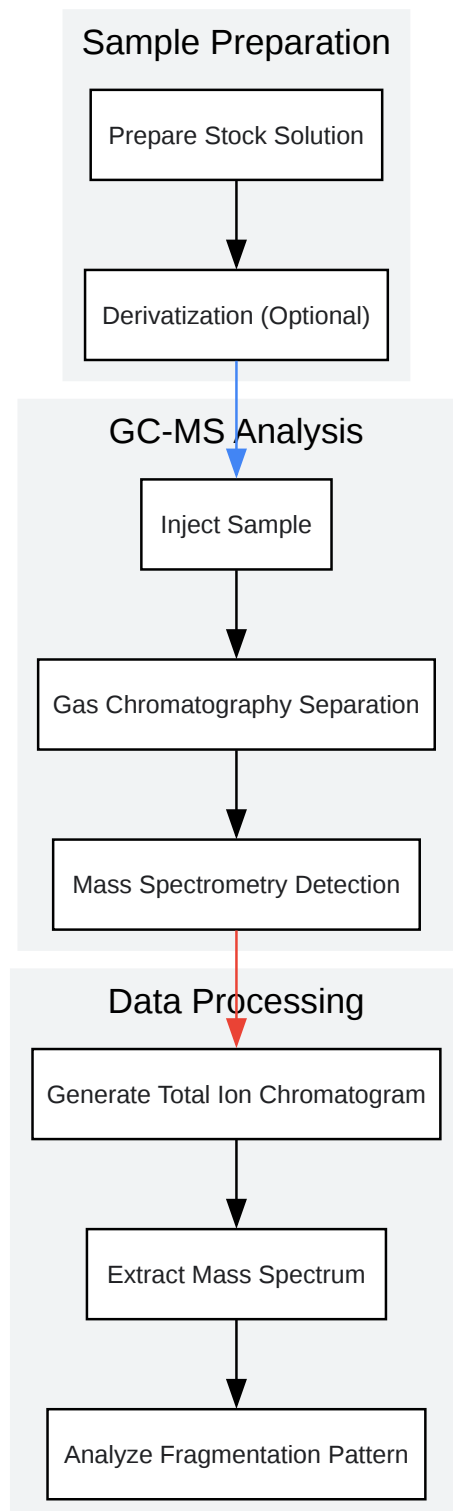 Sample Preparation
Prepare Stock Solution
Derivatization (Optional)
GC-MS Analysis
Inject Sample
Gas Chromatography Separation
Mass Spectrometry Detection
Data Processing
Generate Total Ion Chromatogram
Extract Mass Spectrum
Analyze Fragmentation Pattern